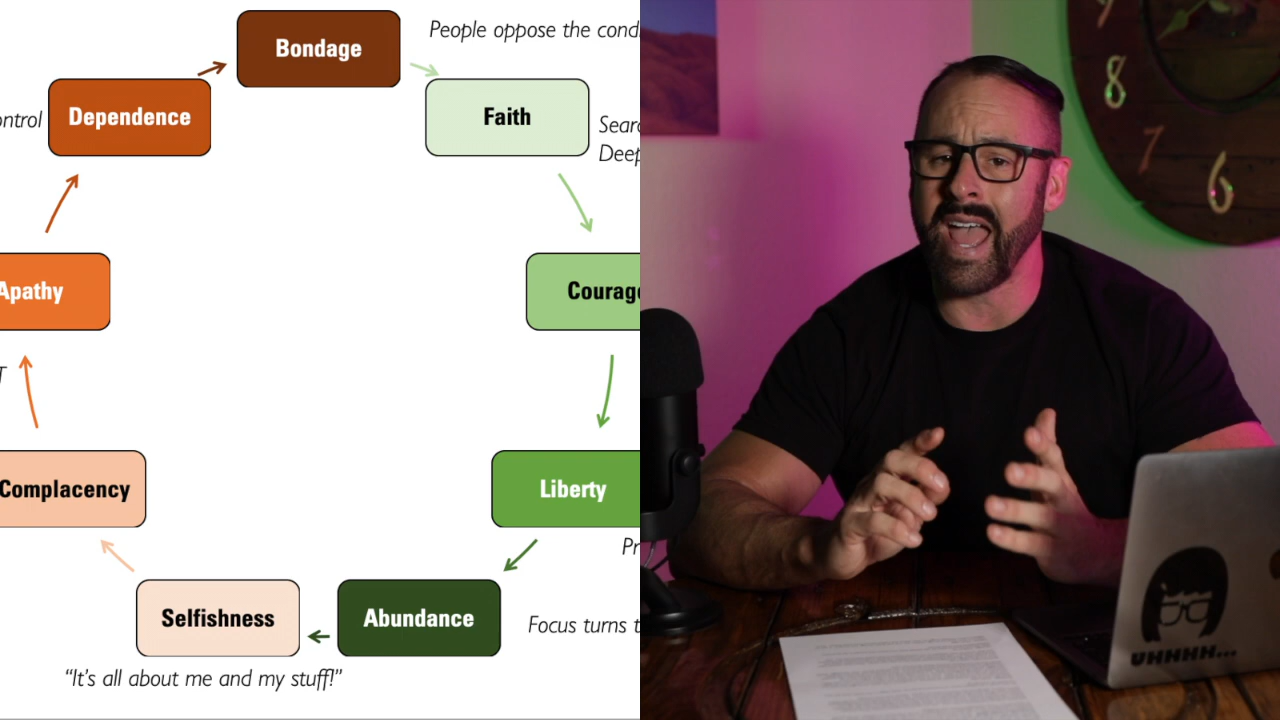 Bondage
People oppose the cond
Dependence
ontrol
Faith
Sear
Deep
Apathy
Courage
T
Complacency
Liberty
Pr
Selfishness
Abundance
Focus turns t
"It's all about me and my stuff!"
8
7
6
UHHHH...